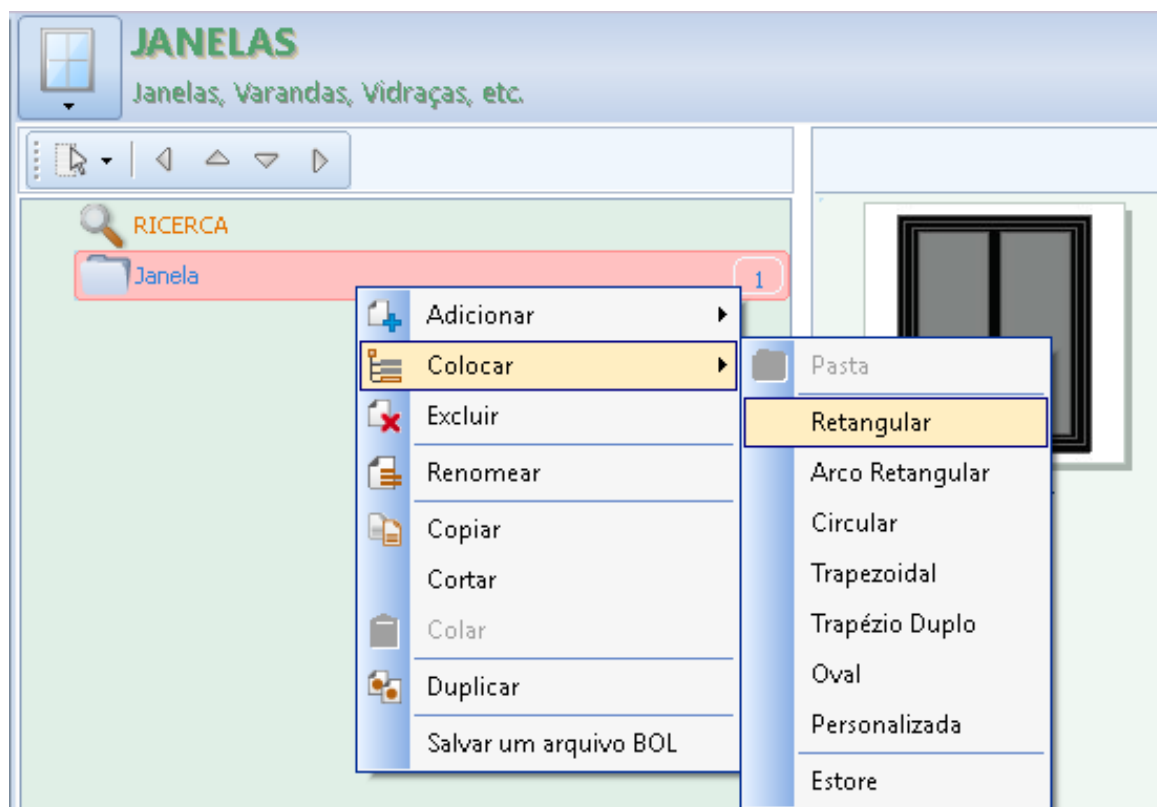 JANELAS
Janelas, Varandas, Vidraças, etc.
RICERCA
Janela
1
Adicionar
Colocar
Excluir
Renomear
Copiar
Cortar
Colar
Duplicar
Salvar um arquivo BOL
Pasta
Retangular
Arco Retangular
Circular
Trapezoidal
Trapézio Duplo
Oval
Personalizada
Estore